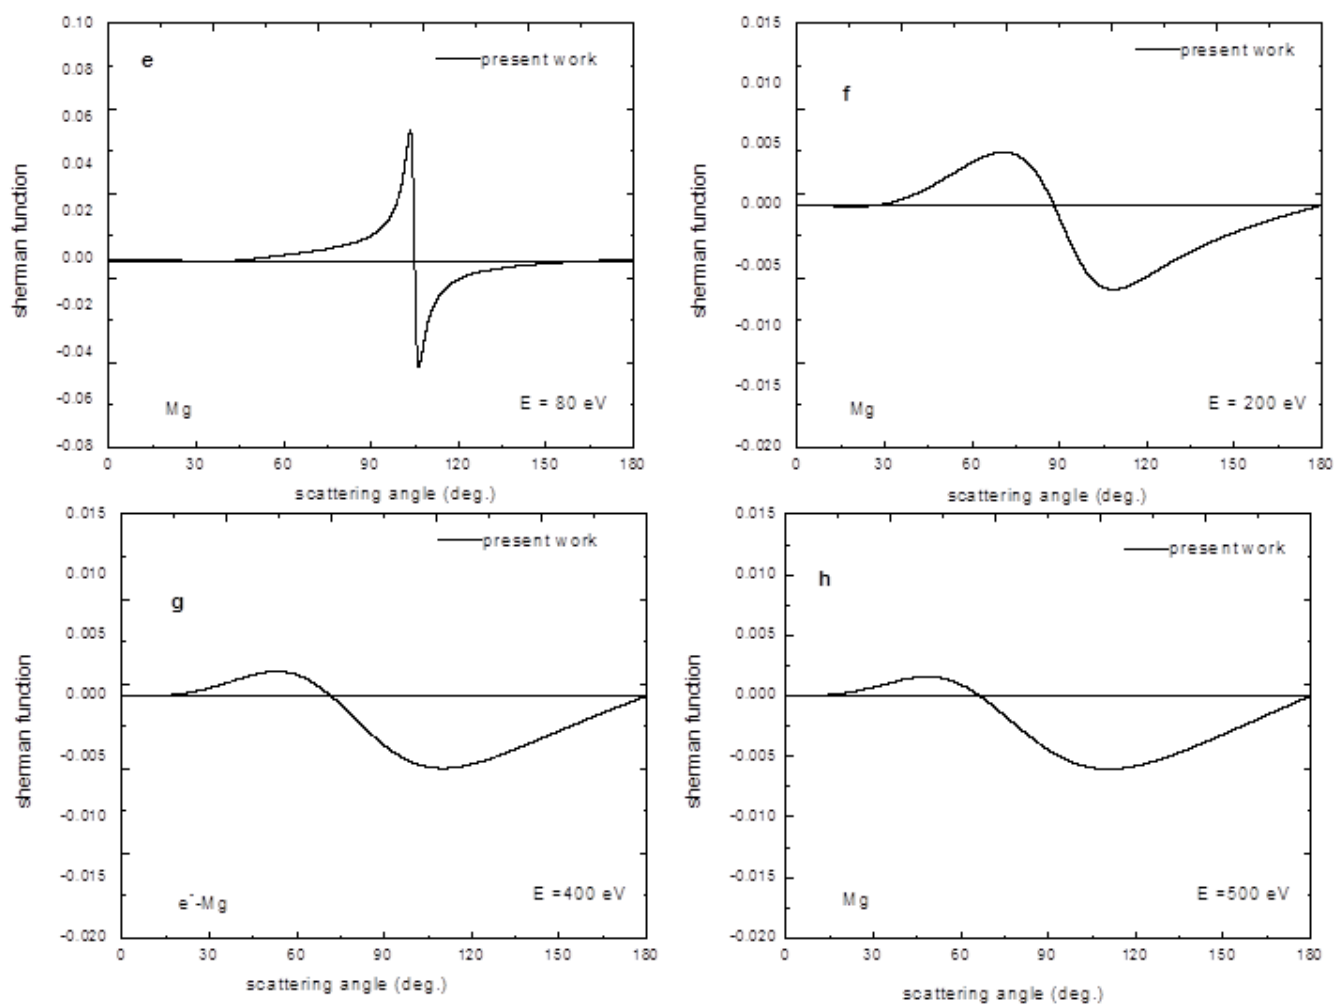 0.10
0.08
0.06
0.04
0.02
0.00
-0.02
-0.04
-0.06
-0.08
sherman function
e
present work
Mg
E = 80 eV
0 30 60 90 120 150 180
scattering angle (deg.)
0.015
0.010
0.005
0.000
-0.005
-0.010
-0.015
-0.020
sherman function
f
present work
Mg
E = 200 eV
0 30 60 90 120 150 180
scattering angle (deg.)
0.015
0.010
0.005
0.000
-0.005
-0.010
-0.015
-0.020
sherman function
g
present work
e⁻-Mg
E =400 eV
0 30 60 90 120 150 180
scattering angle (deg.)
0.015
0.010
0.005
0.000
-0.005
-0.010
-0.015
-0.020
sherman function
h
present work
Mg
E =500 eV
0 30 60 90 120 150 180
scattering angle (deg.)